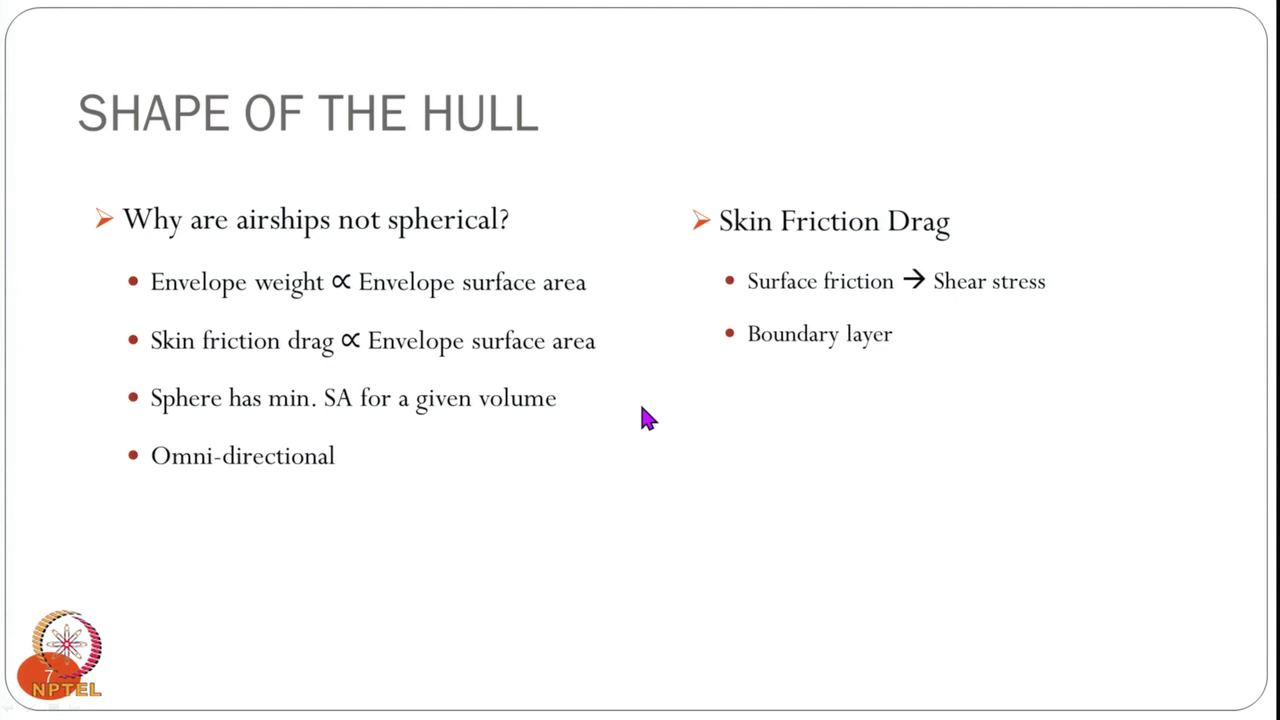 SHAPE OF THE HULL
Why are airships not spherical?
Envelope weight ∝ Envelope surface area
Skin friction drag ∝ Envelope surface area
Sphere has min. SA for a given volume
Omni-directional
Skin Friction Drag
Surface friction → Shear stress
Boundary layer
7
NPTEL